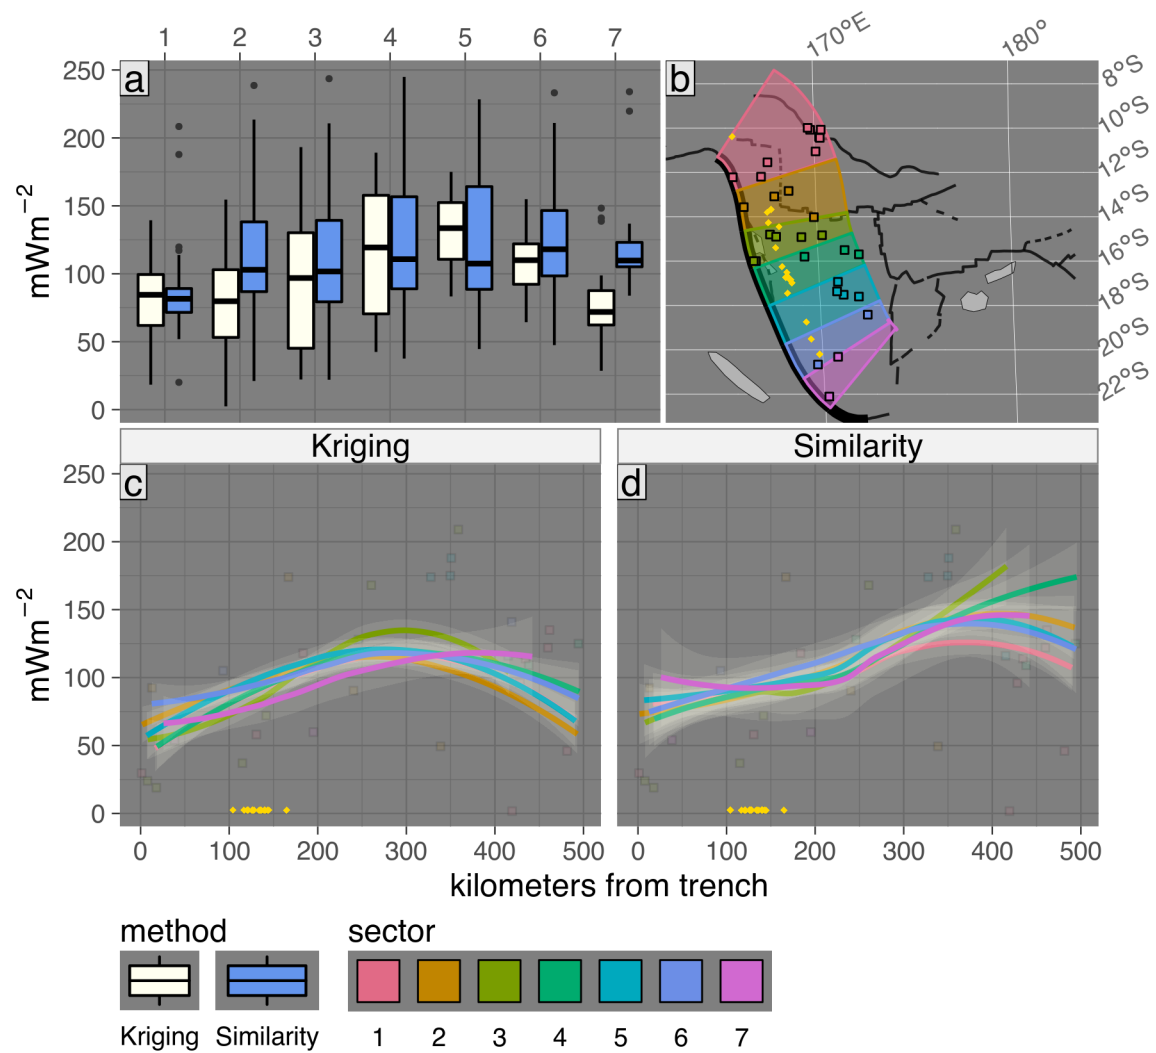 1 2 3 4 5 6 7
170°E 180°
a
b
250
200
150
100
50
0
mWm−2
8°S
10°S
12°S
14°S
16°S
18°S
20°S
22°S
Kriging Similarity
c
d
250
200
150
100
50
0
mWm−2
0 100 200 300 400 500 0 100 200 300 400 500
kilometers from trench
method sector
Kriging Similarity 1 2 3 4 5 6 7